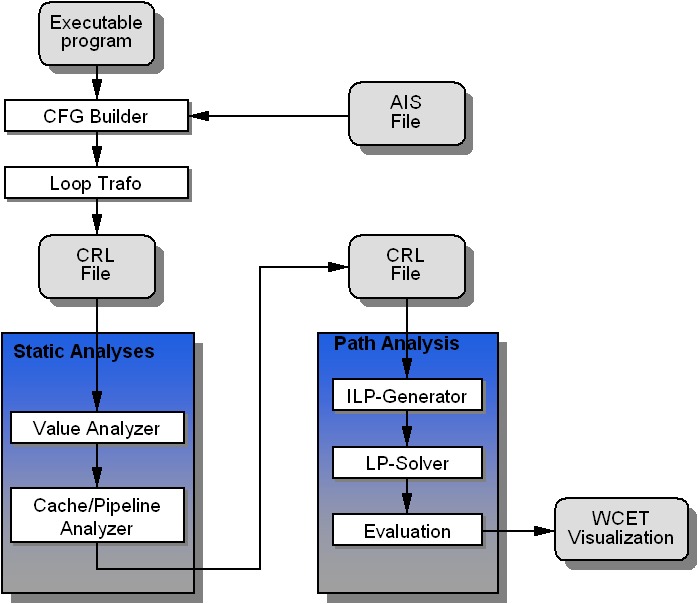 Executable
program
CFG Builder
AIS
File
Loop Trafo
CRL
File
CRL
File
Static Analyses
Value Analyzer
Cache/Pipeline
Analyzer
Path Analysis
ILP-Generator
LP-Solver
Evaluation
WCET
Visualization